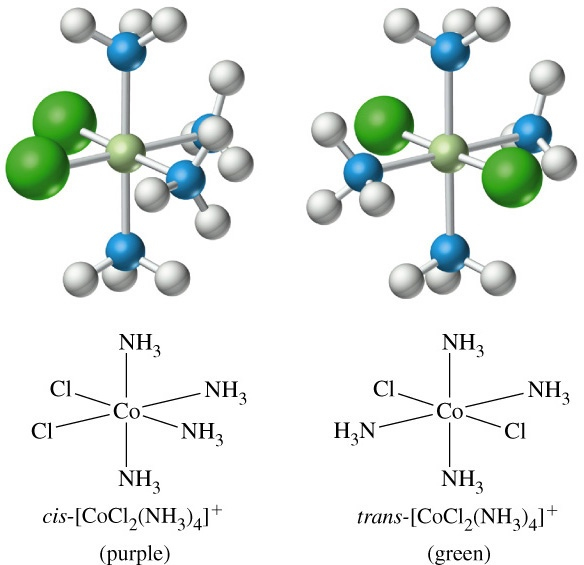 NH₃ NH₃
Cl NH₃ Cl NH₃
Co Co
Cl NH₃ H₃N Cl
NH₃ NH₃
cis-[CoCl₂(NH₃)₄]⁺ trans-[CoCl₂(NH₃)₄]⁺
(purple) (green)